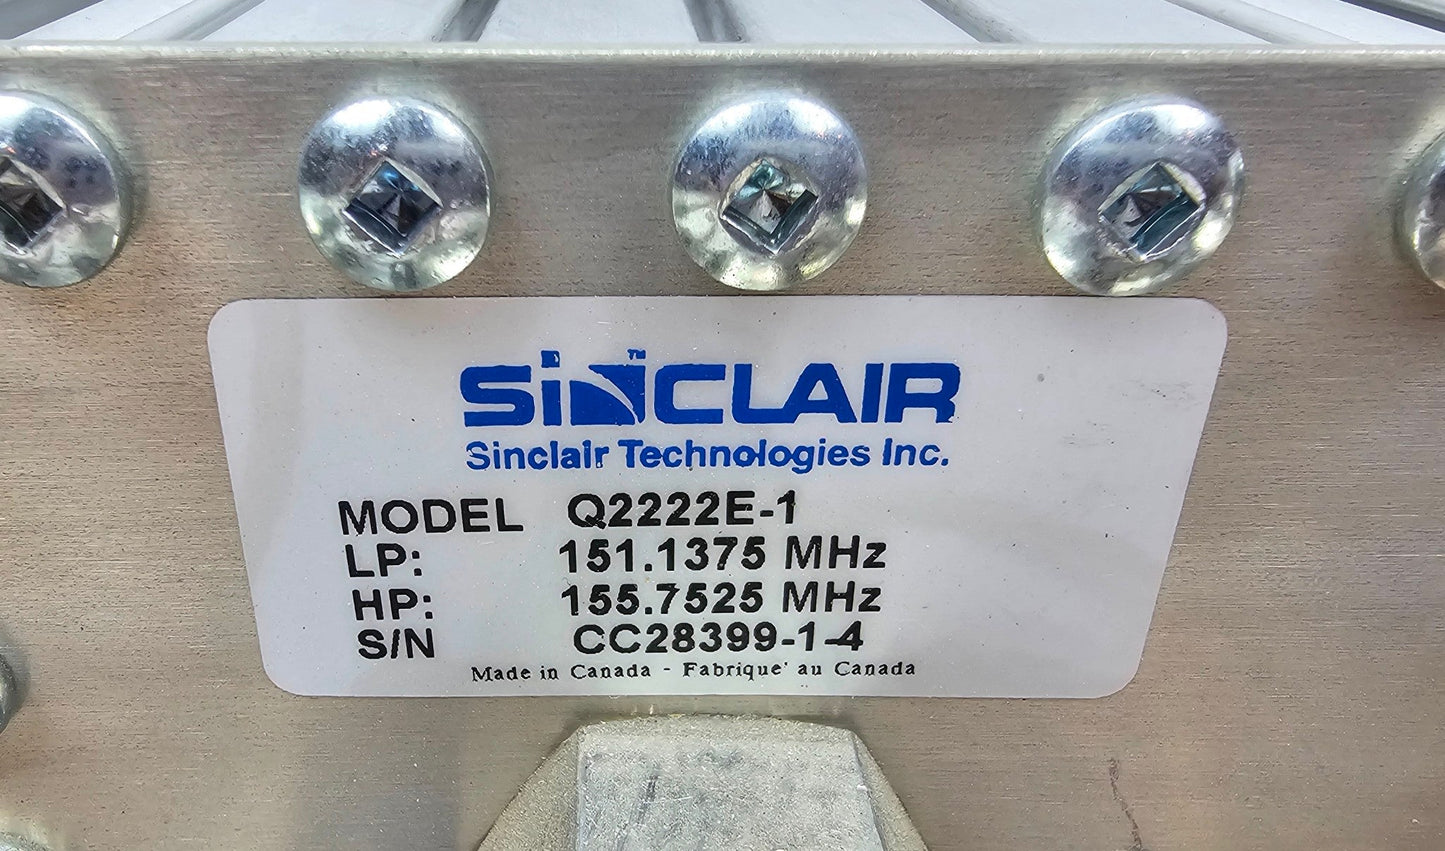 SINCLAIR™
Sinclair Technologies Inc.
MODEL Q2222E-1
LP: 151.1375 MHz
HP: 155.7525 MHz
S/N CC28399-1-4
Made in Canada - Fabrique' au Canada